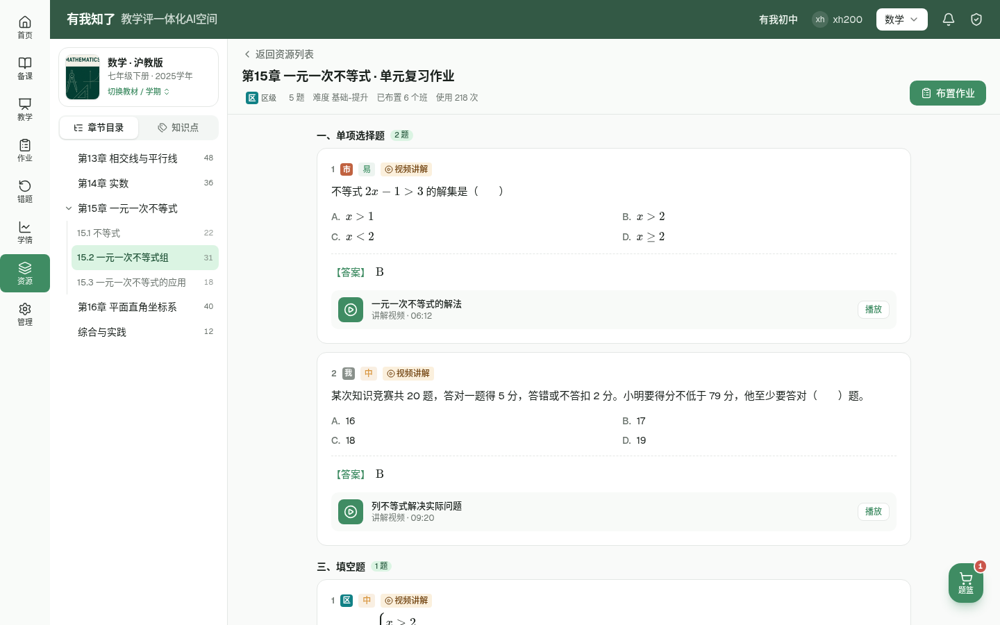 首页
备课
教学
作业
错题
学情
资源
管理
有我知了 教学评一体化AI空间
有我初中 xh xh200 数学
MATHEMATICS
数学 · 沪教版
七年级下册 · 2025学年
切换教材 / 学期
章节目录 知识点
第13章 相交线与平行线 48
第14章 实数 36
第15章 一元一次不等式
15.1 不等式 22
15.2 一元一次不等式组 31
15.3 一元一次不等式的应用 18
第16章 平面直角坐标系 40
综合与实践 12
返回资源列表
第15章 一元一次不等式 · 单元复习作业
区 区级 5 题 难度 基础-提升 已布置 6 个班 使用 218 次
布置作业
一、单项选择题 2 题
1 市 易 视频讲解
不等式 2x − 1 > 3 的解集是（ ）
A. x > 1 B. x > 2
C. x < 2 D. x ≥ 2
【答案】 B
一元一次不等式的解法
讲解视频 · 06:12
播放
2 我 中 视频讲解
某次知识竞赛共 20 题，答对一题得 5 分，答错或不答扣 2 分。小明要得分不低于 79 分，他至少要答对（ ）题。
A. 16 B. 17
C. 18 D. 19
【答案】 B
列不等式解决实际问题
讲解视频 · 09:20
播放
三、填空题 1 题
1 区 中 视频讲解
1
题篮